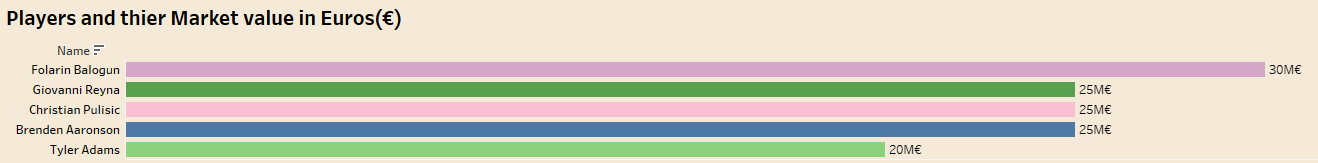 Players and thier Market value in Euros(€)
Name
Folarin Balogun 30M€
Giovanni Reyna 25M€
Christian Pulisic 25M€
Brenden Aaronson 25M€
Tyler Adams 20M€